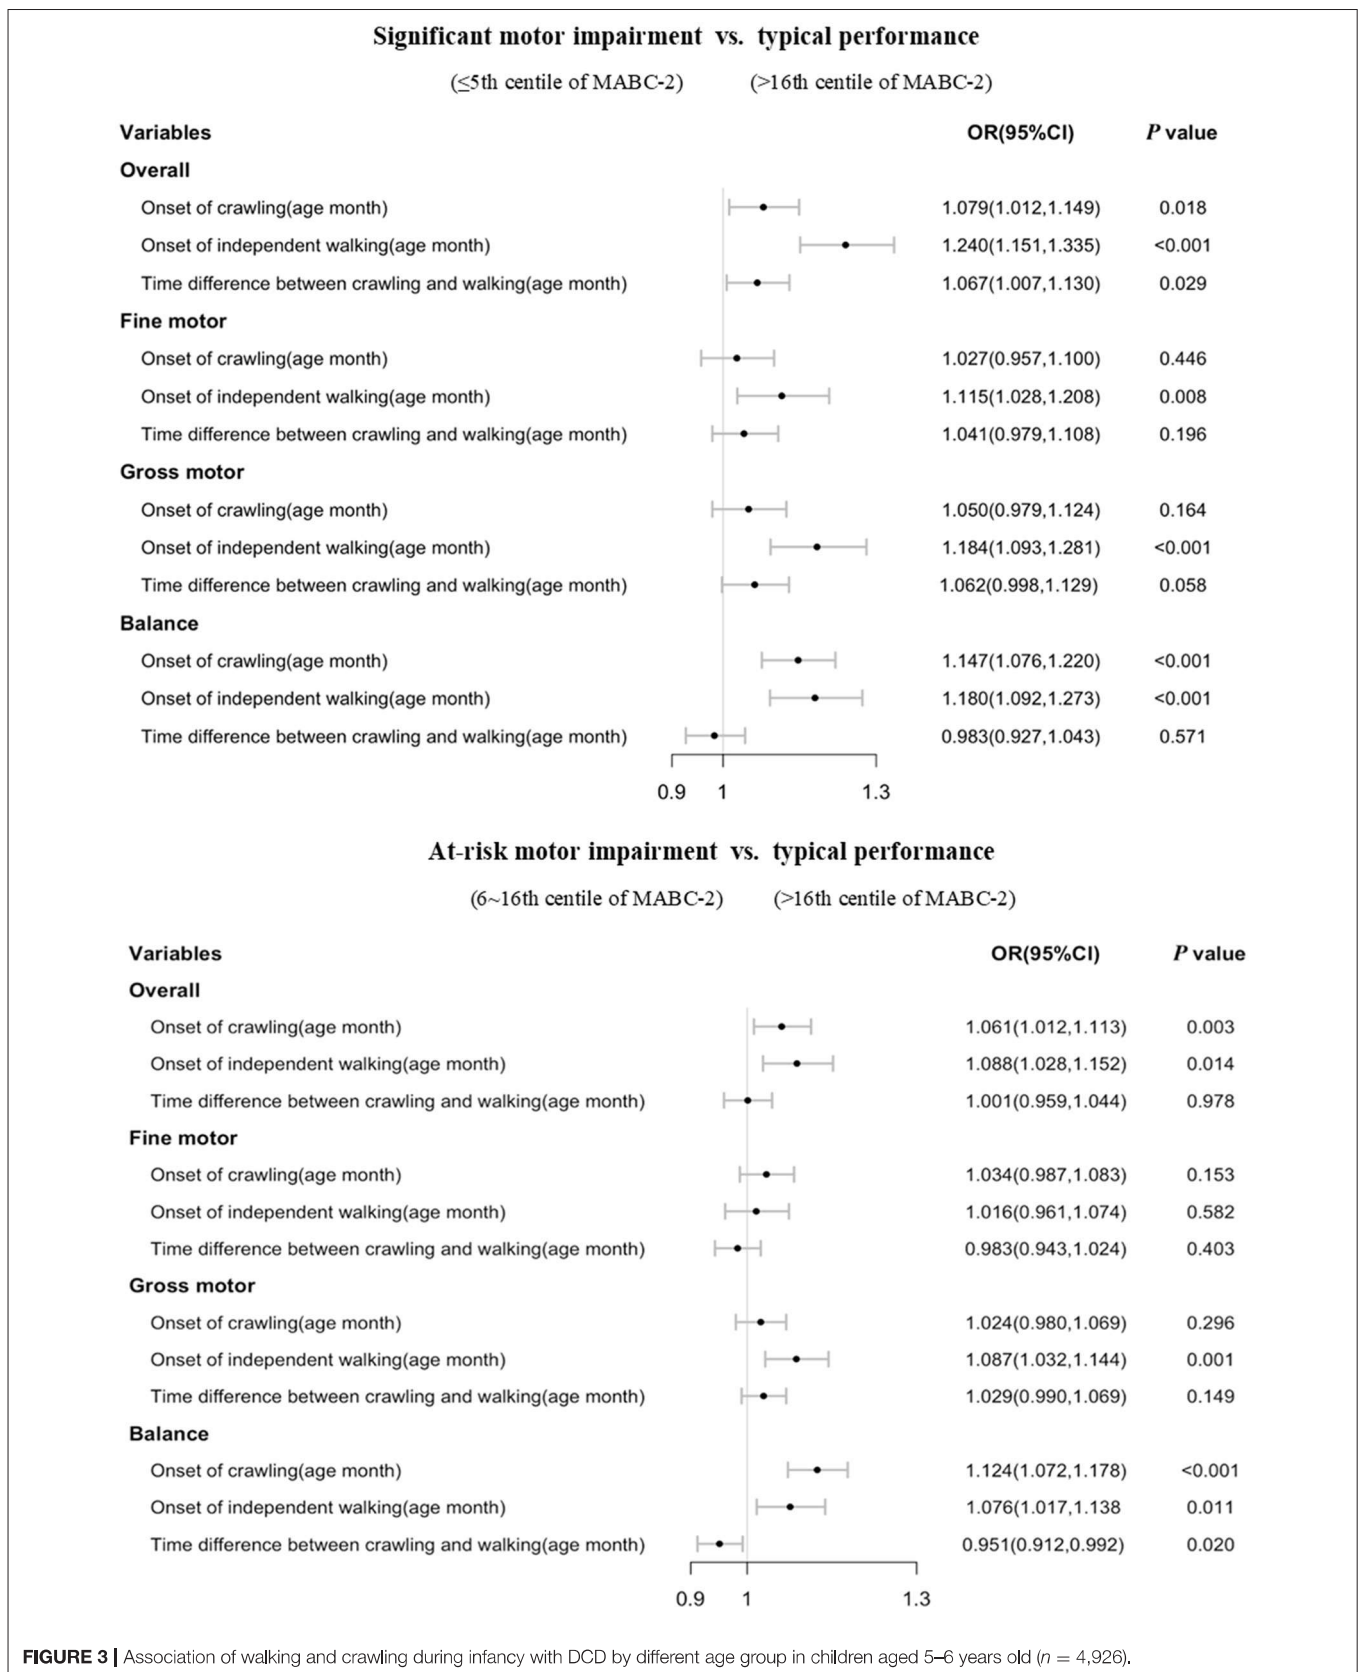 Significant motor impairment vs. typical performance
(≤5th centile of MABC-2) (>16th centile of MABC-2)
Variables OR(95%CI) P value
Overall
Onset of crawling(age month) 1.079(1.012,1.149) 0.018
Onset of independent walking(age month) 1.240(1.151,1.335) <0.001
Time difference between crawling and walking(age month) 1.067(1.007,1.130) 0.029
Fine motor
Onset of crawling(age month) 1.027(0.957,1.100) 0.446
Onset of independent walking(age month) 1.115(1.028,1.208) 0.008
Time difference between crawling and walking(age month) 1.041(0.979,1.108) 0.196
Gross motor
Onset of crawling(age month) 1.050(0.979,1.124) 0.164
Onset of independent walking(age month) 1.184(1.093,1.281) <0.001
Time difference between crawling and walking(age month) 1.062(0.998,1.129) 0.058
Balance
Onset of crawling(age month) 1.147(1.076,1.220) <0.001
Onset of independent walking(age month) 1.180(1.092,1.273) <0.001
Time difference between crawling and walking(age month) 0.983(0.927,1.043) 0.571
0.9 1 1.3
At-risk motor impairment vs. typical performance
(6~16th centile of MABC-2) (>16th centile of MABC-2)
Variables OR(95%CI) P value
Overall
Onset of crawling(age month) 1.061(1.012,1.113) 0.003
Onset of independent walking(age month) 1.088(1.028,1.152) 0.014
Time difference between crawling and walking(age month) 1.001(0.959,1.044) 0.978
Fine motor
Onset of crawling(age month) 1.034(0.987,1.083) 0.153
Onset of independent walking(age month) 1.016(0.961,1.074) 0.582
Time difference between crawling and walking(age month) 0.983(0.943,1.024) 0.403
Gross motor
Onset of crawling(age month) 1.024(0.980,1.069) 0.296
Onset of independent walking(age month) 1.087(1.032,1.144) 0.001
Time difference between crawling and walking(age month) 1.029(0.990,1.069) 0.149
Balance
Onset of crawling(age month) 1.124(1.072,1.178) <0.001
Onset of independent walking(age month) 1.076(1.017,1.138 0.011
Time difference between crawling and walking(age month) 0.951(0.912,0.992) 0.020
0.9 1 1.3
FIGURE 3 | Association of walking and crawling during infancy with DCD by different age group in children aged 5–6 years old (n = 4,926).